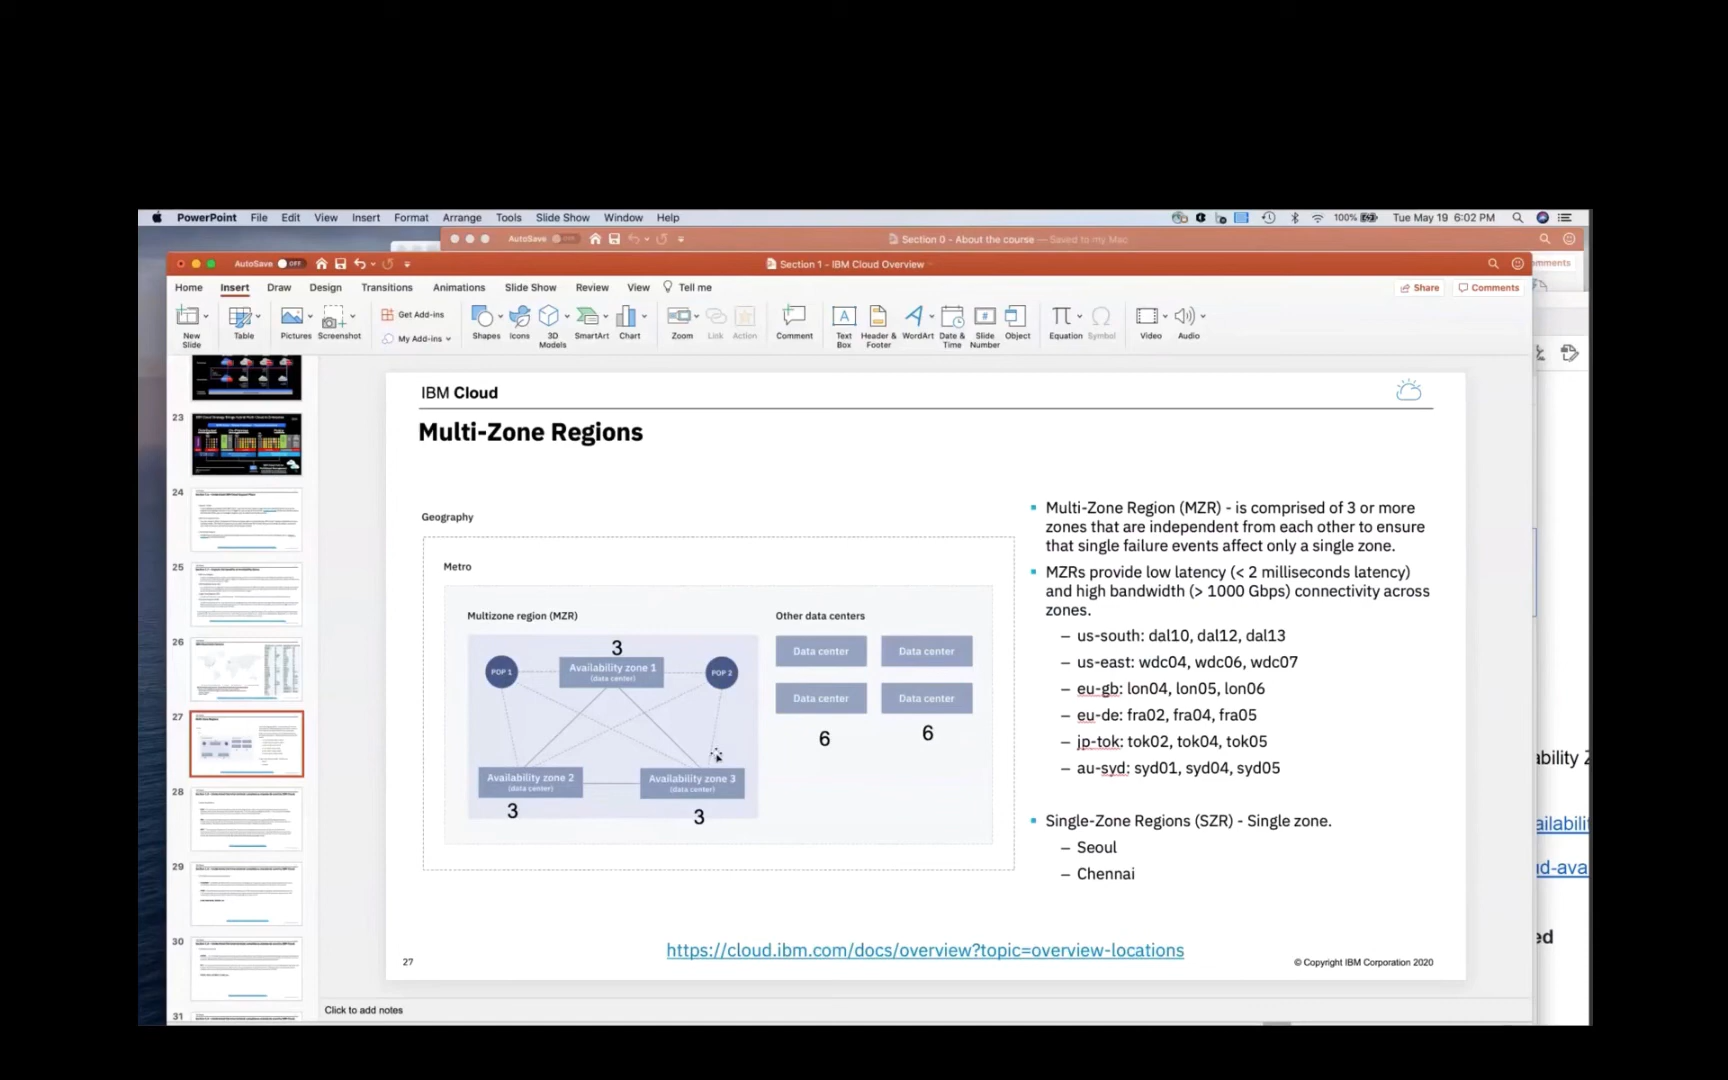 PowerPoint File Edit View Insert Format Arrange Tools Slide Show Window Help 100% Tue May 19 6:02 PM
AutoSave OFF Section 0 - About the course — Saved to my Mac
AutoSave OFF Section 1 - IBM Cloud Overview
mments
Home Insert Draw Design Transitions Animations Slide Show Review View Tell me Share Comments
New Slide
Table
Pictures
Screenshot
Get Add-ins
My Add-ins
Shapes
Icons
3D Models
SmartArt
Chart
Zoom
Link
Action
Comment
Text Box
Header & Footer
WordArt
Date & Time
Slide Number
Object
Equation
Symbol
Video
Audio
23
24
25
26
27
28
29
30
31
IBM Cloud
Multi-Zone Regions
Geography
Metro
Multizone region (MZR)
Other data centers
3
POP 1
Availability zone 1
(data center)
POP 2
Data center
Data center
Data center
Data center
6
6
Availability zone 2
(data center)
Availability zone 3
(data center)
3
3
Multi-Zone Region (MZR) - is comprised of 3 or more
zones that are independent from each other to ensure
that single failure events affect only a single zone.
MZRs provide low latency (< 2 milliseconds latency)
and high bandwidth (> 1000 Gbps) connectivity across
zones.
– us-south: dal10, dal12, dal13
– us-east: wdc04, wdc06, wdc07
– eu-gb: lon04, lon05, lon06
– eu-de: fra02, fra04, fra05
– jp-tok: tok02, tok04, tok05
– au-syd: syd01, syd04, syd05
Single-Zone Regions (SZR) - Single zone.
– Seoul
– Chennai
https://cloud.ibm.com/docs/overview?topic=overview-locations
27
© Copyright IBM Corporation 2020
Click to add notes
ability Z
ailabili
ud-ava
ed